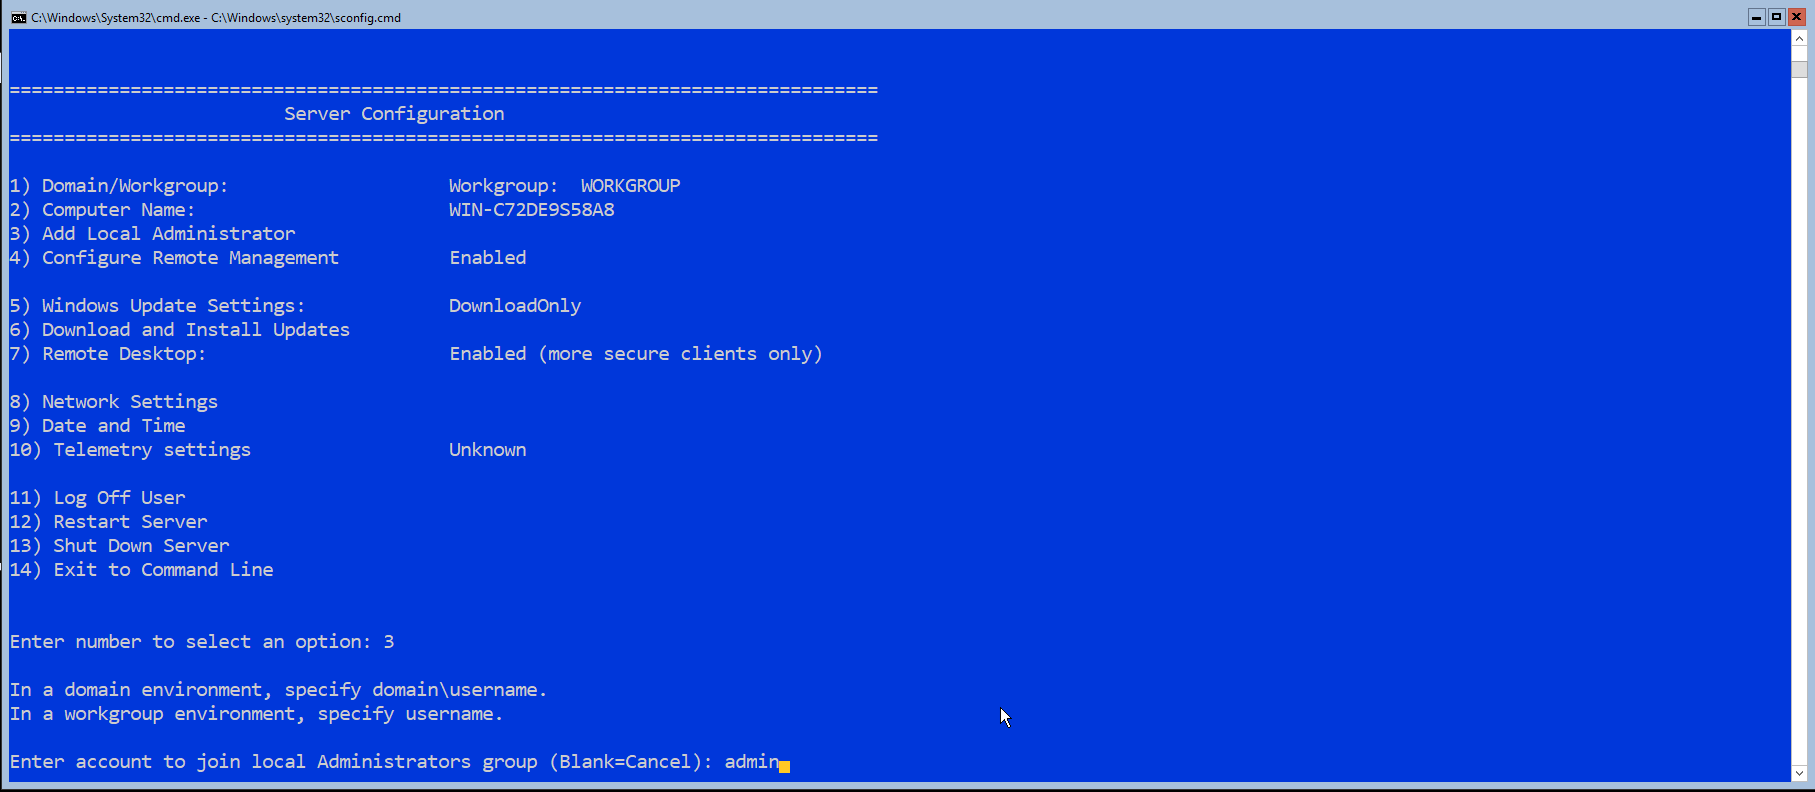 C:\Windows\System32\cmd.exe - C:\Windows\system32\sconfig.cmd
===============================================================================
Server Configuration
===============================================================================
1) Domain/Workgroup: Workgroup: WORKGROUP
2) Computer Name: WIN-C72DE9S58A8
3) Add Local Administrator
4) Configure Remote Management Enabled
5) Windows Update Settings: DownloadOnly
6) Download and Install Updates
7) Remote Desktop: Enabled (more secure clients only)
8) Network Settings
9) Date and Time
10) Telemetry settings Unknown
11) Log Off User
12) Restart Server
13) Shut Down Server
14) Exit to Command Line
Enter number to select an option: 3
In a domain environment, specify domain\username.
In a workgroup environment, specify username.
Enter account to join local Administrators group (Blank=Cancel): admin